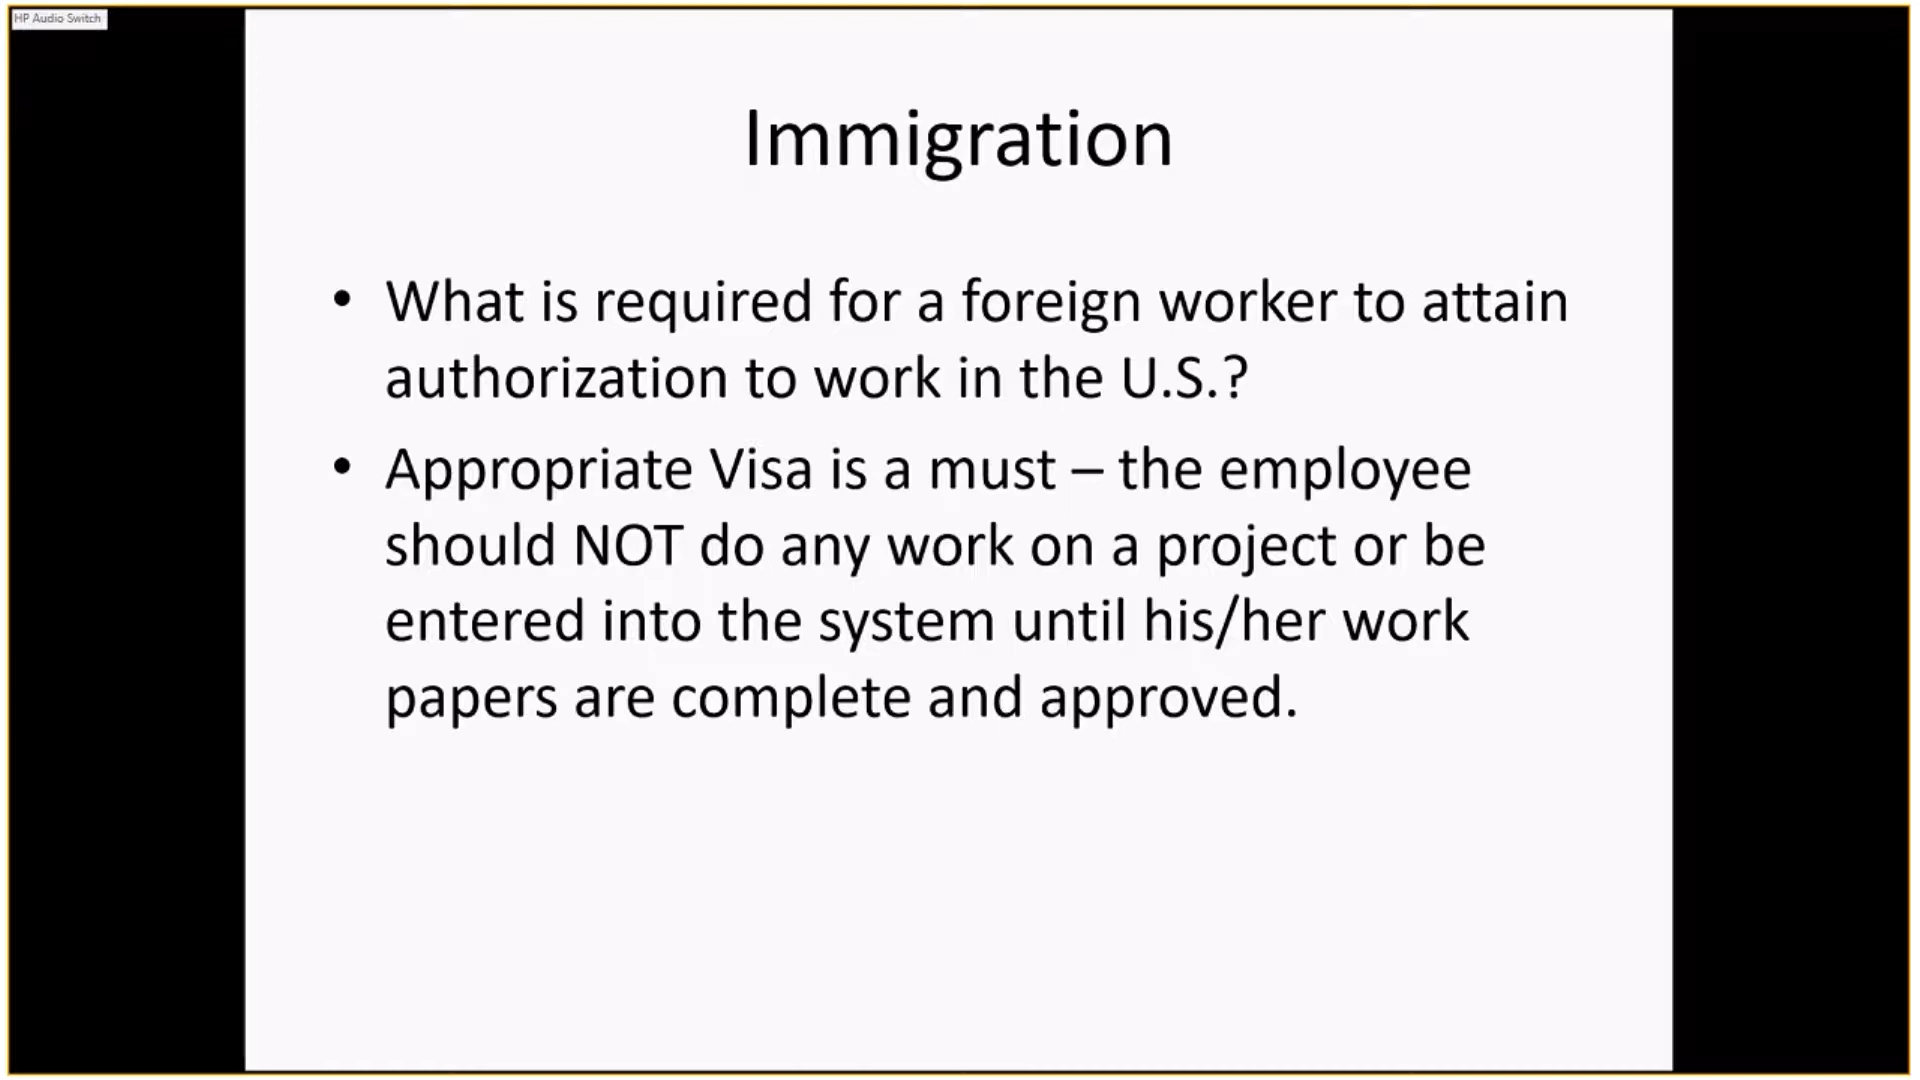 HP Audio Switch
Immigration
• What is required for a foreign worker to attain
authorization to work in the U.S.?
• Appropriate Visa is a must – the employee
should NOT do any work on a project or be
entered into the system until his/her work
papers are complete and approved.